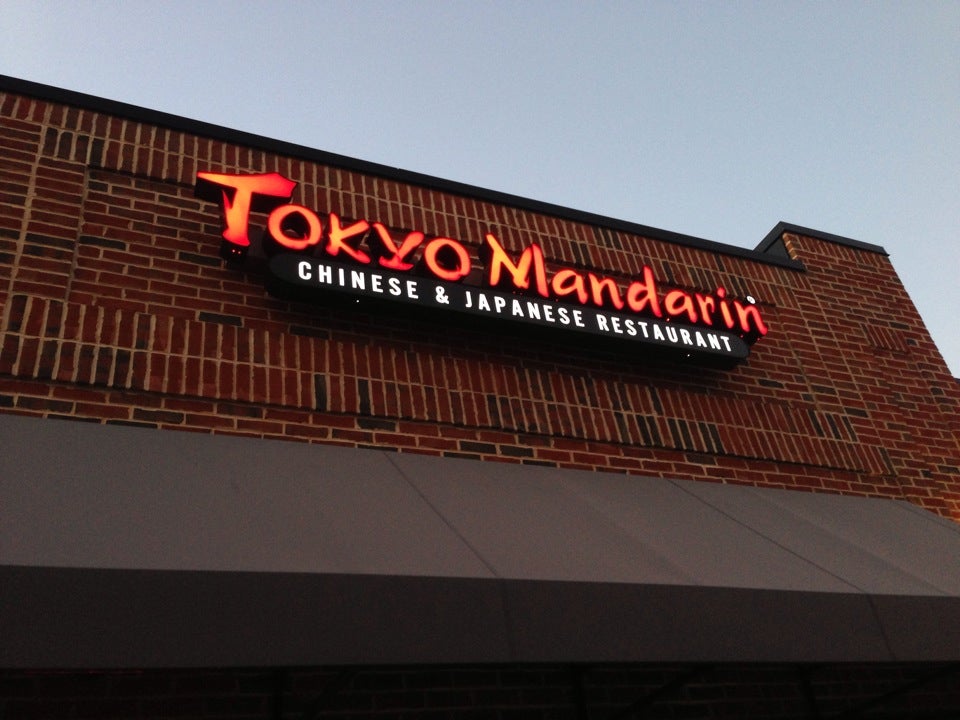 Tokyo Mandarin
CHINESE & JAPANESE RESTAURANT